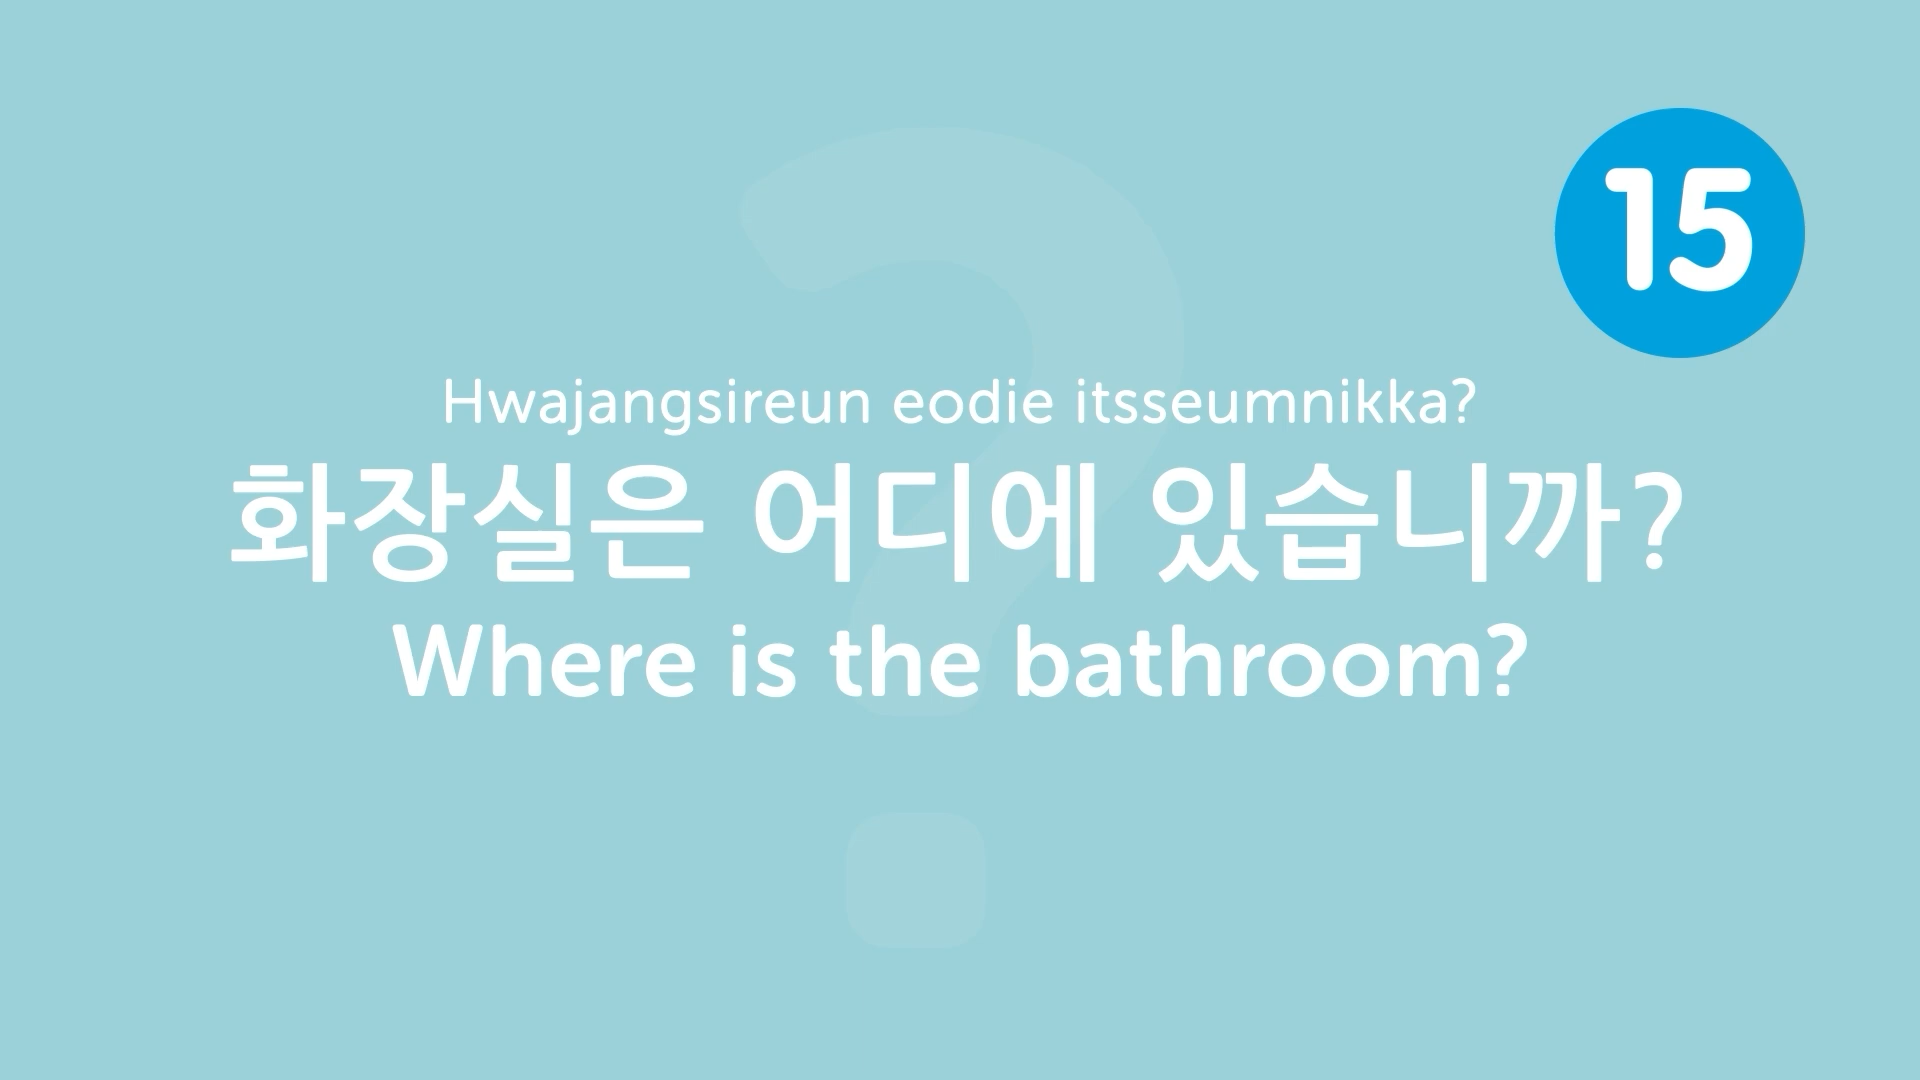 15
Hwajangsireun eodie itsseumnikka?
화장실은 어디에 있습니까?
Where is the bathroom?